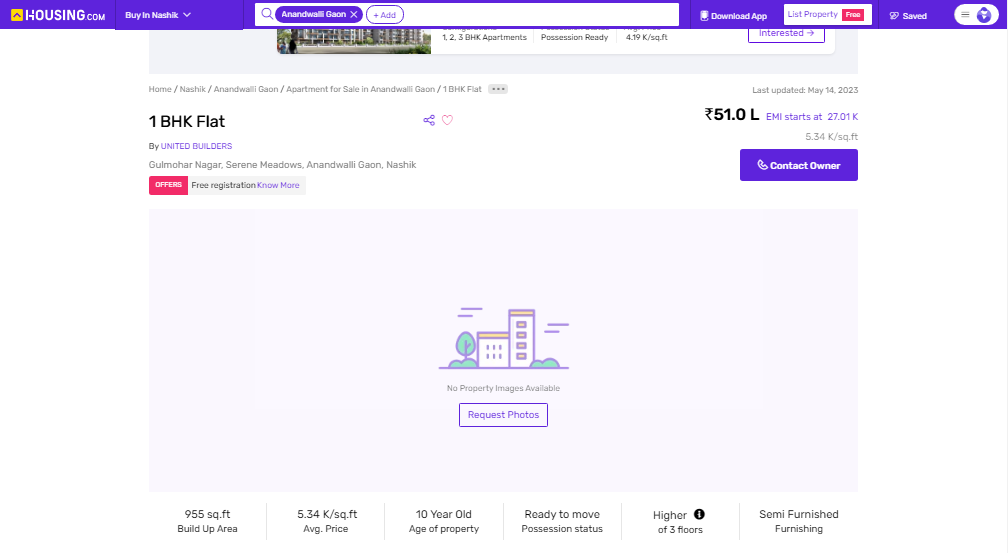 HOUSING.COM
Buy In Nashik
Anandwalli Gaon
+ Add
Download App
List Property Free
Saved
1, 2, 3 BHK Apartments
Possession Ready
4.19 K/sq.ft
Interested →
Home / Nashik / Anandwalli Gaon / Apartment for Sale in Anandwalli Gaon / 1 BHK Flat
Last updated: May 14, 2023
1 BHK Flat
₹51.0 L EMI starts at 27.01 K
5.34 K/sq.ft
By UNITED BUILDERS
Gulmohar Nagar, Serene Meadows, Anandwalli Gaon, Nashik
Contact Owner
OFFERS Free registration Know More
No Property Images Available
Request Photos
955 sq.ft
Build Up Area
5.34 K/sq.ft
Avg. Price
10 Year Old
Age of property
Ready to move
Possession status
Higher
of 3 floors
Semi Furnished
Furnishing